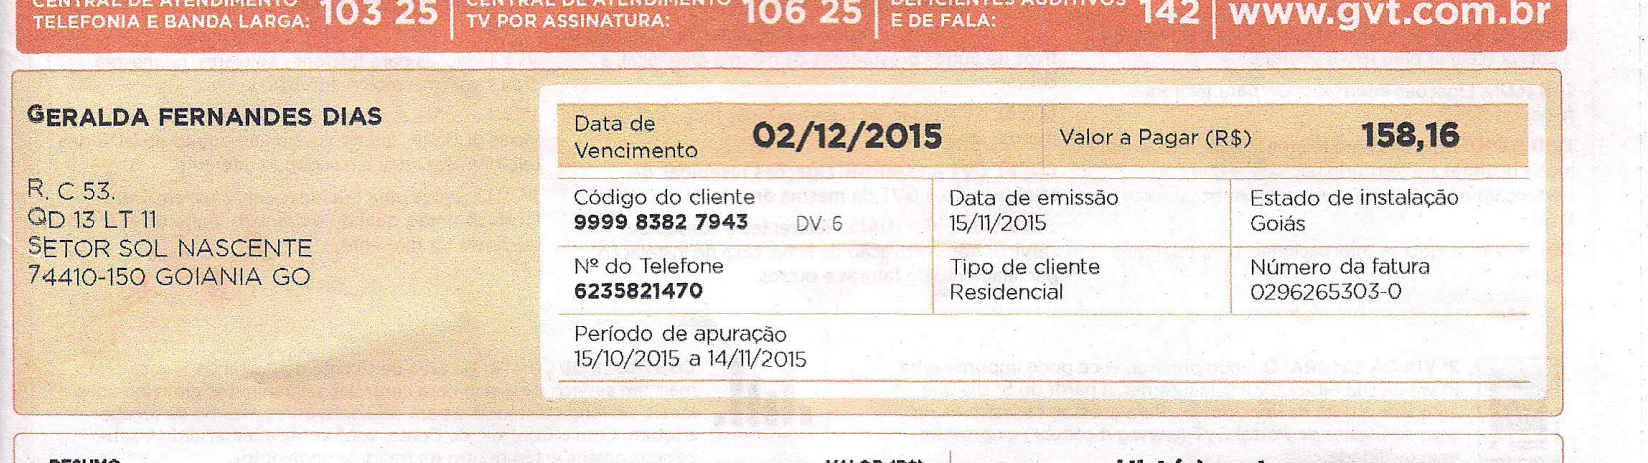 CENTRAL DE ATENDIMENTO
TELEFONIA E BANDA LARGA: 103 25
CENTRAL DE ATENDIMENTO
TV POR ASSINATURA: 106 25
DEFICIENTES AUDITIVOS
E DE FALA: 142
www.gvt.com.br
GERALDA FERNANDES DIAS
R. C 53.
QD 13 LT 11
SETOR SOL NASCENTE
74410-150 GOIANIA GO
Data de
Vencimento
02/12/2015
Valor a Pagar (R$)
158,16
Código do cliente
9999 8382 7943 DV: 6
Data de emissão
15/11/2015
Estado de instalação
Goiás
Nº do Telefone
6235821470
Tipo de cliente
Residencial
Número da fatura
0296265303-0
Período de apuração
15/10/2015 a 14/11/2015
RESUMO
VALOR (R$)